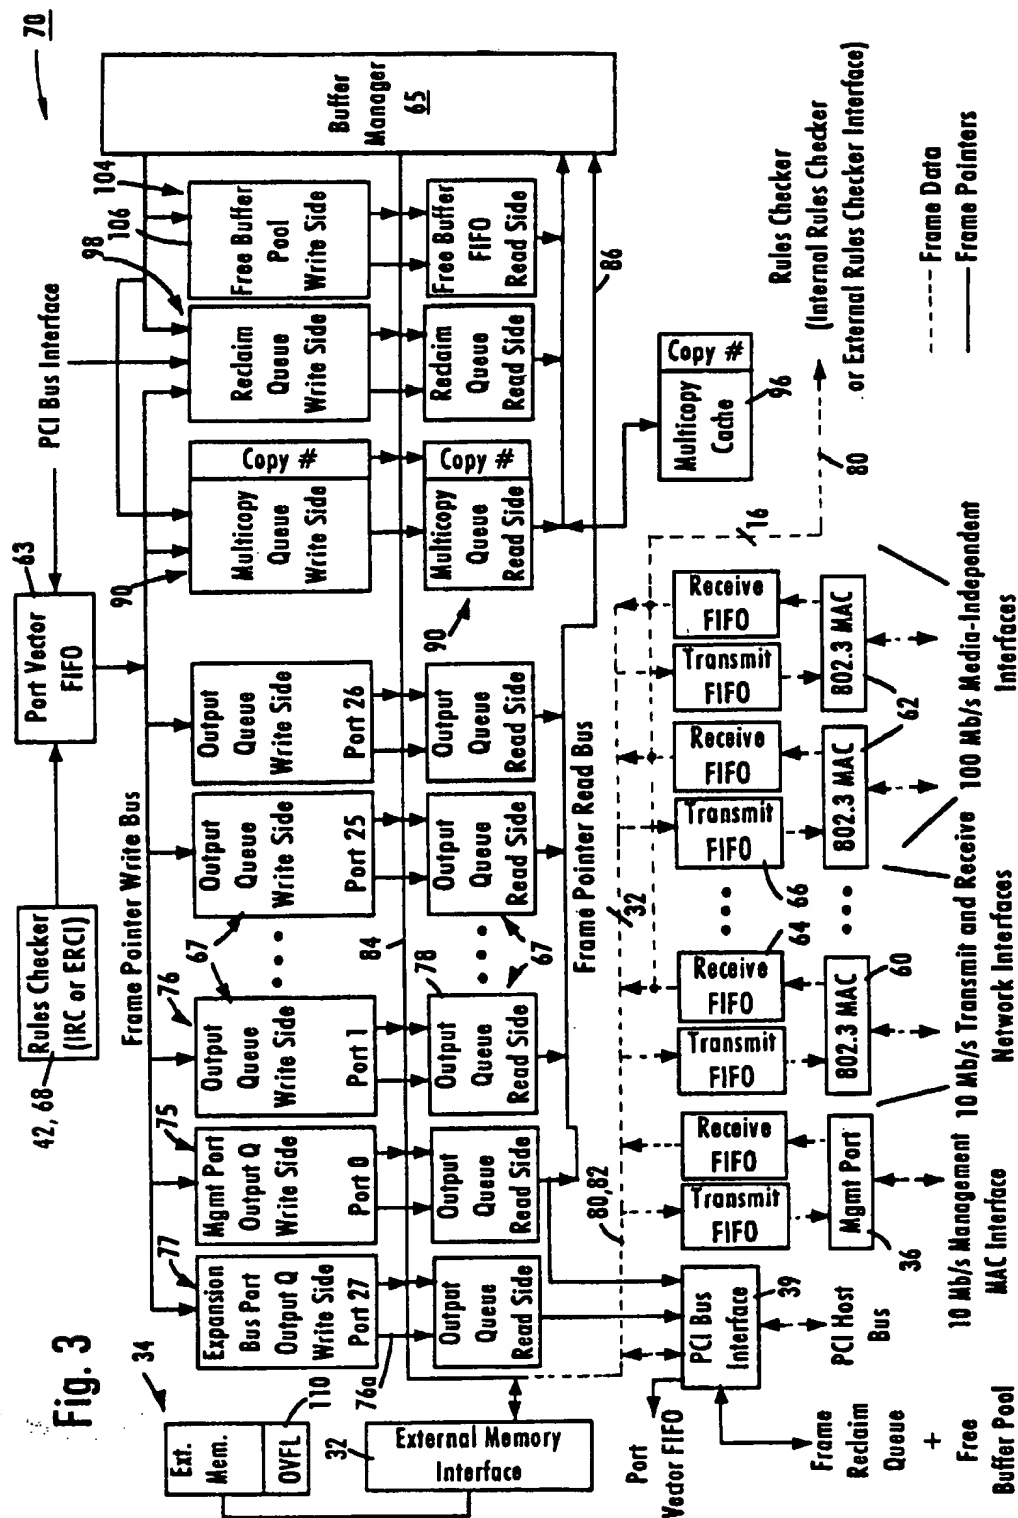 Fig. 3
70
34
Ext.
Mem.
OVFL
110
32
External Memory
Interface
42, 68
Rules Checker
(IRC or ERCI)
Port Vector
FIFO
63
PCI Bus Interface
Frame Pointer Write Bus
77
Expansion
Bus Port
Output Q
Write Side
Port 27
76a
75
Mgmt Port
Output Q
Write Side
Port 0
76
Output
Queue
Write Side
Port 1
67
Output
Queue
Write Side
Port 25
Output
Queue
Write Side
Port 26
90
Multicopy
Queue
Write Side
Copy #
98
Reclaim
Queue
Write Side
106
104
Free Buffer
Pool
Write Side
Buffer
Manager
65
84
Output
Queue
Read Side
Output
Queue
Read Side
78
Output
Queue
Read Side
67
Output
Queue
Read Side
Output
Queue
Read Side
90
Multicopy
Queue
Read Side
Copy #
Reclaim
Queue
Read Side
Free Buffer
FIFO
Read Side
Frame Pointer Read Bus
86
80,82
32
Multicopy
Cache
Copy #
96
16
80
Rules Checker
(Internal Rules Checker
or External Rules Checker Interface)
Port
Vector FIFO
PCI Bus
Interface
39
Transmit
FIFO
Receive
FIFO
Mgmt Port
36
Transmit
FIFO
Receive
FIFO
64
802.3 MAC
60
Transmit
FIFO
66
Receive
FIFO
802.3 MAC
Transmit
FIFO
Receive
FIFO
802.3 MAC
62
Frame
Reclaim
Queue
+
Free
Buffer Pool
PCI Host
Bus
10 Mb/s Management
MAC Interface
10 Mb/s Transmit and Receive
Network Interfaces
100 Mb/s Media-Independent
Interfaces
Frame Data
Frame Pointers